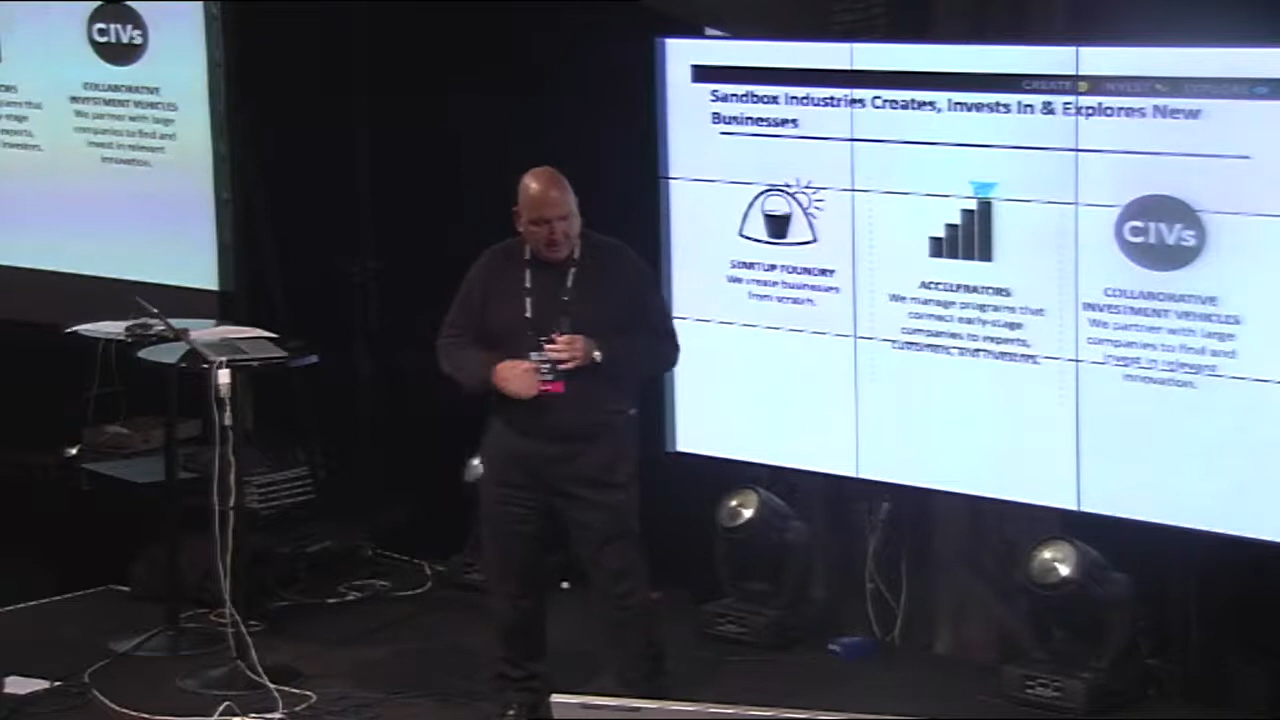 CIVs
COLLABORATIVE
INVESTMENT VEHICLES
We partner with large
companies to find and
invest in relevant
innovation.
CREATE INVEST EXPLORE
Sandbox Industries Creates, Invests In & Explores New
Businesses
STARTUP FOUNDRY
We create businesses
from scratch.
ACCELERATORS
We manage programs that
connect early-stage
companies to experts,
customers, and investors.
CIVs
COLLABORATIVE
INVESTMENT VEHICLES
We partner with large
companies to find and
invest in relevant
innovation.